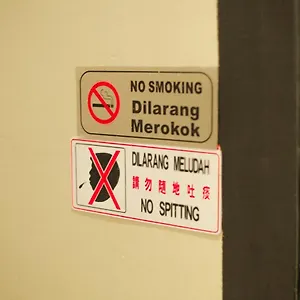 NO SMOKING
Dilarang
Merokok
DILARANG MELUDAH
請勿隨地吐痰
NO SPITTING